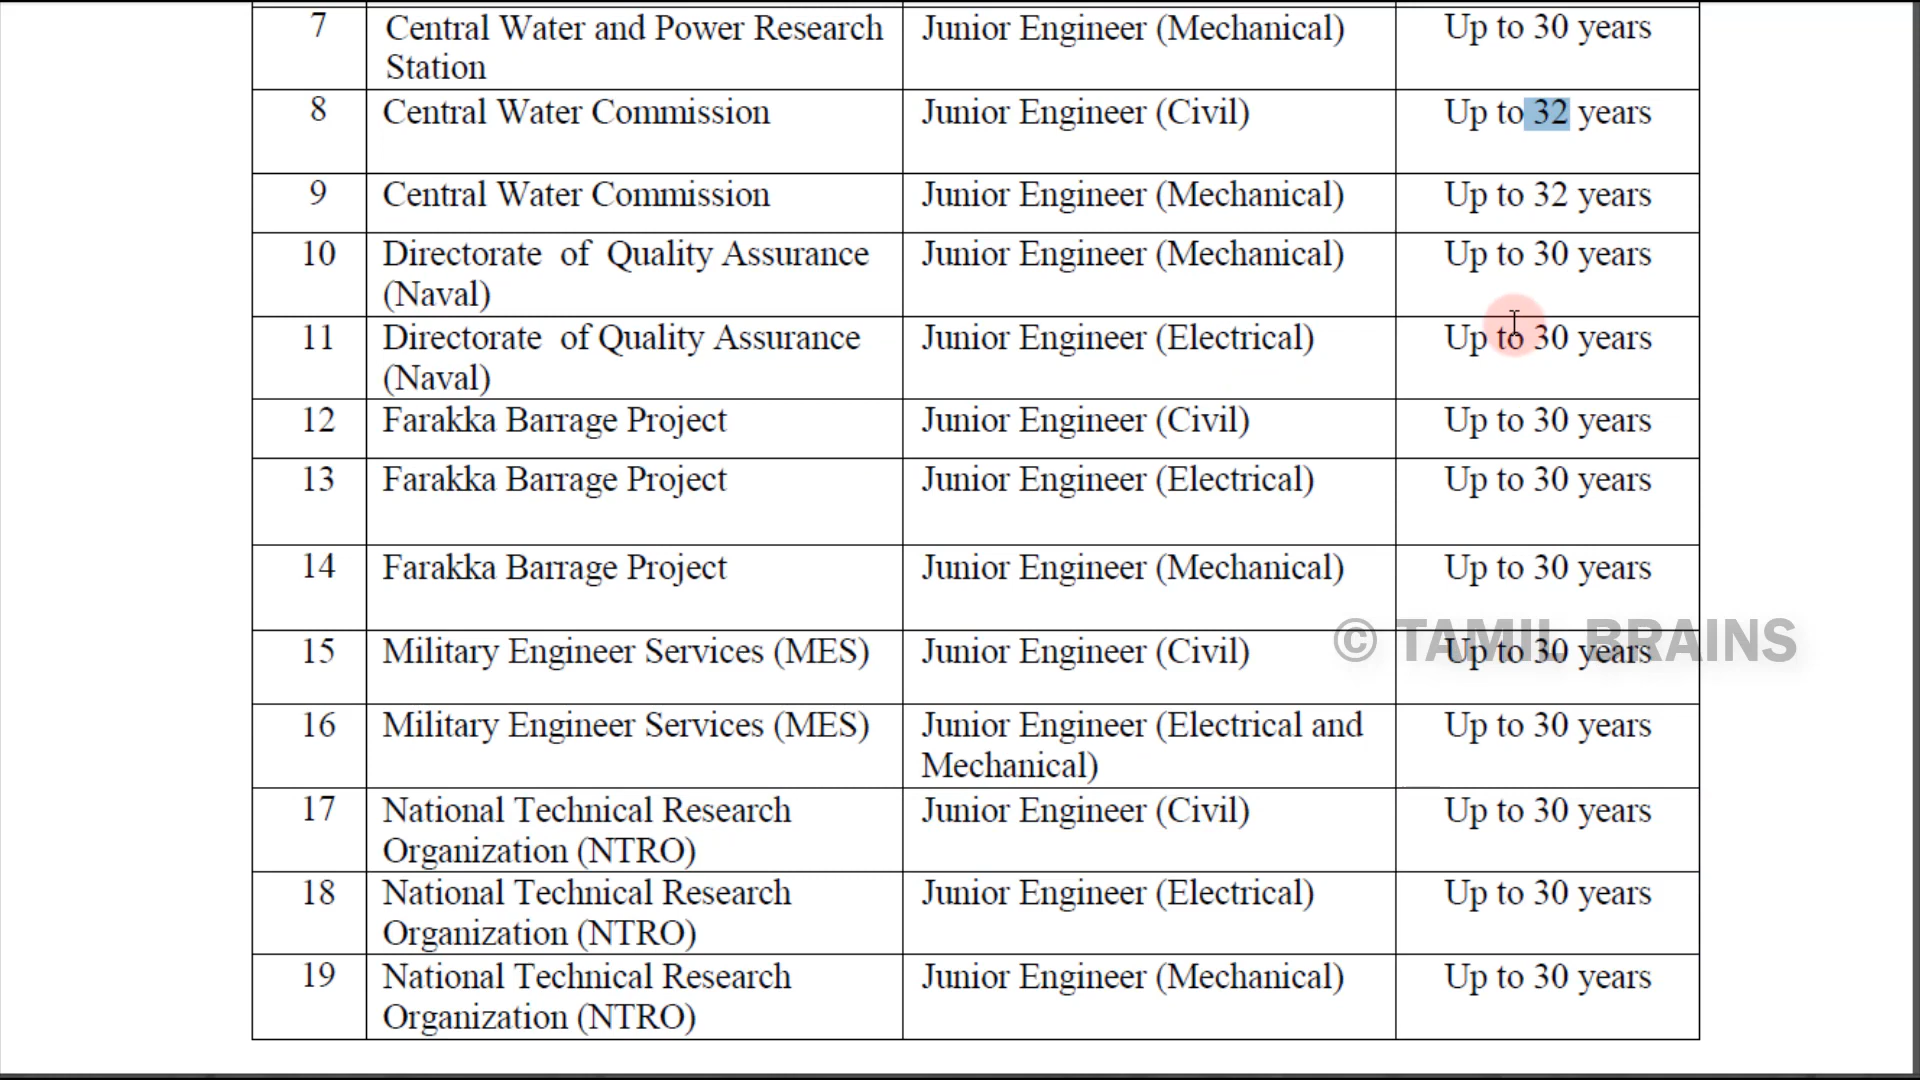 7 Central Water and Power Research Junior Engineer (Mechanical) Up to 30 years
Station
8 Central Water Commission Junior Engineer (Civil) Up to 32 years
9 Central Water Commission Junior Engineer (Mechanical) Up to 32 years
10 Directorate of Quality Assurance Junior Engineer (Mechanical) Up to 30 years
(Naval)
11 Directorate of Quality Assurance Junior Engineer (Electrical) Up to 30 years
(Naval)
12 Farakka Barrage Project Junior Engineer (Civil) Up to 30 years
13 Farakka Barrage Project Junior Engineer (Electrical) Up to 30 years
14 Farakka Barrage Project Junior Engineer (Mechanical) Up to 30 years
© TAMIL BRAINS
15 Military Engineer Services (MES) Junior Engineer (Civil) Up to 30 years
16 Military Engineer Services (MES) Junior Engineer (Electrical and Up to 30 years
Mechanical)
17 National Technical Research Junior Engineer (Civil) Up to 30 years
Organization (NTRO)
18 National Technical Research Junior Engineer (Electrical) Up to 30 years
Organization (NTRO)
19 National Technical Research Junior Engineer (Mechanical) Up to 30 years
Organization (NTRO)